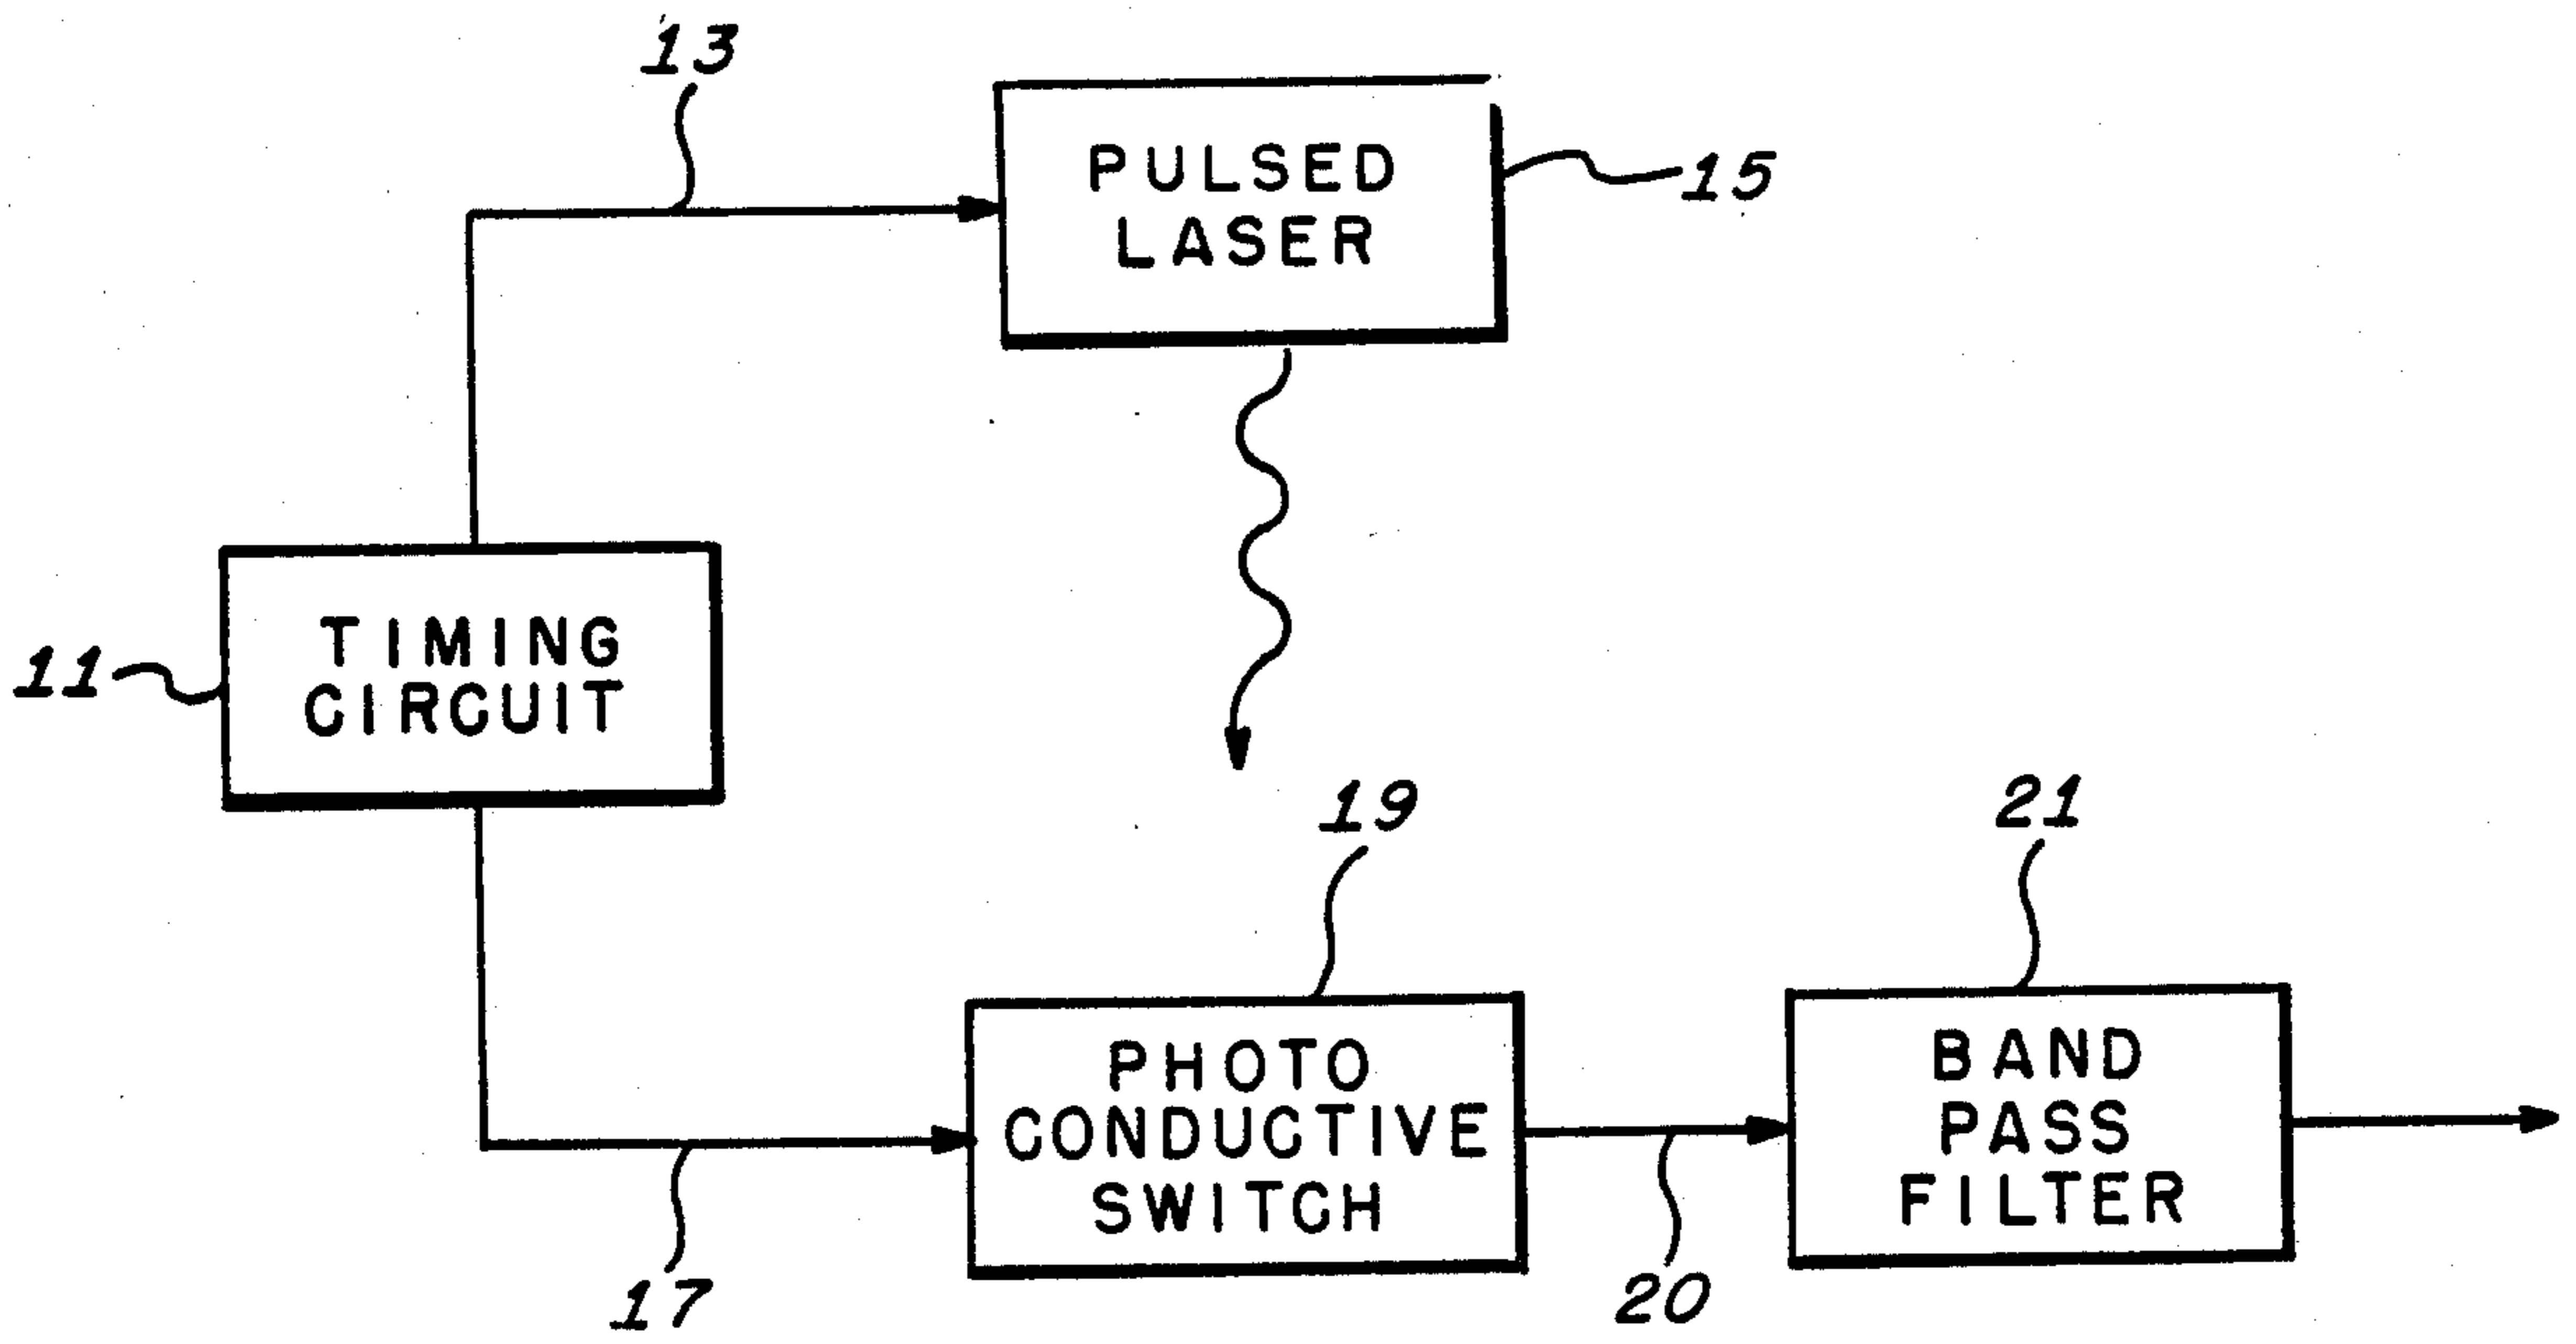 13
PULSED
LASER
15
TIMING
CIRCUIT
11
19
21
PHOTO
CONDUCTIVE
SWITCH
BAND
PASS
FILTER
17
20